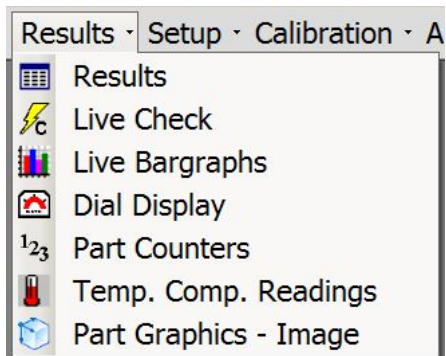 Results · Setup · Calibration · A
Results
Live Check
Live Bargraphs
Dial Display
123 Part Counters
Temp. Comp. Readings
Part Graphics - Image